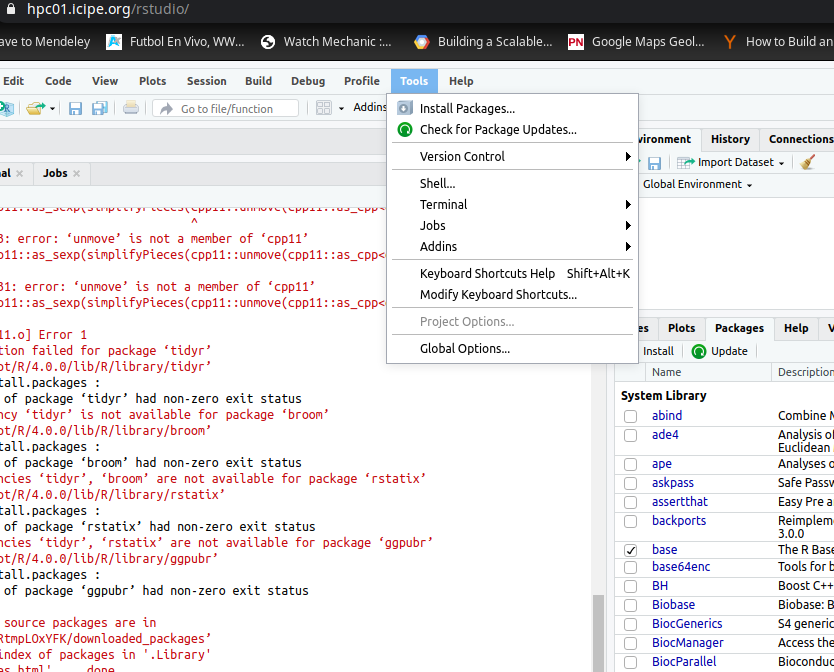 hpc01.icipe.org/rstudio/
ave to Mendeley Futbol En Vivo, WW... Watch Mechanic :... Building a Scalable... Google Maps Geol... How to Build an
Edit Code View Plots Session Build Debug Profile Tools Help
Go to file/function Addins
Install Packages...
Check for Package Updates...
Version Control
Shell...
Terminal
Jobs
Addins
Keyboard Shortcuts Help Shift+Alt+K
Modify Keyboard Shortcuts...
Project Options...
Global Options...
al × Jobs ×
p11::as_sexp(simplifyPieces(cpp11::unmove(cpp11::as_cpp<
^
3: error: ‘unmove’ is not a member of ‘cpp11’
p11::as_sexp(simplifyPieces(cpp11::unmove(cpp11::as_cpp<
31: error: ‘unmove’ is not a member of ‘cpp11’
p11::as_sexp(simplifyPieces(cpp11::unmove(cpp11::as_cpp<
11.o] Error 1
tion failed for package ‘tidyr’
ot/R/4.0.0/lib/R/library/tidyr’
tall.packages :
of package ‘tidyr’ had non-zero exit status
ncy ‘tidyr’ is not available for package ‘broom’
ot/R/4.0.0/lib/R/library/broom’
tall.packages :
of package ‘broom’ had non-zero exit status
ncies ‘tidyr’, ‘broom’ are not available for package ‘rstatix’
ot/R/4.0.0/lib/R/library/rstatix’
tall.packages :
of package ‘rstatix’ had non-zero exit status
ncies ‘tidyr’, ‘rstatix’ are not available for package ‘ggpubr’
ot/R/4.0.0/lib/R/library/ggpubr’
tall.packages :
of package ‘ggpubr’ had non-zero exit status
source packages are in
RtmpLOxYFK/downloaded_packages’
index of packages in '.Library'
es.html' ... done
vironment History Connections
Import Dataset
Global Environment
es Plots Packages Help V
Install Update
Name Description
System Library
abind Combine M
ade4 Analysis of
Euclidean
ape Analyses o
askpass Safe Passw
assertthat Easy Pre a
backports Reimpleme
3.0.0
base The R Base
base64enc Tools for b
BH Boost C++
Biobase Biobase: B
BiocGenerics S4 generic
BiocManager Access the
BiocParallel Bioconduc